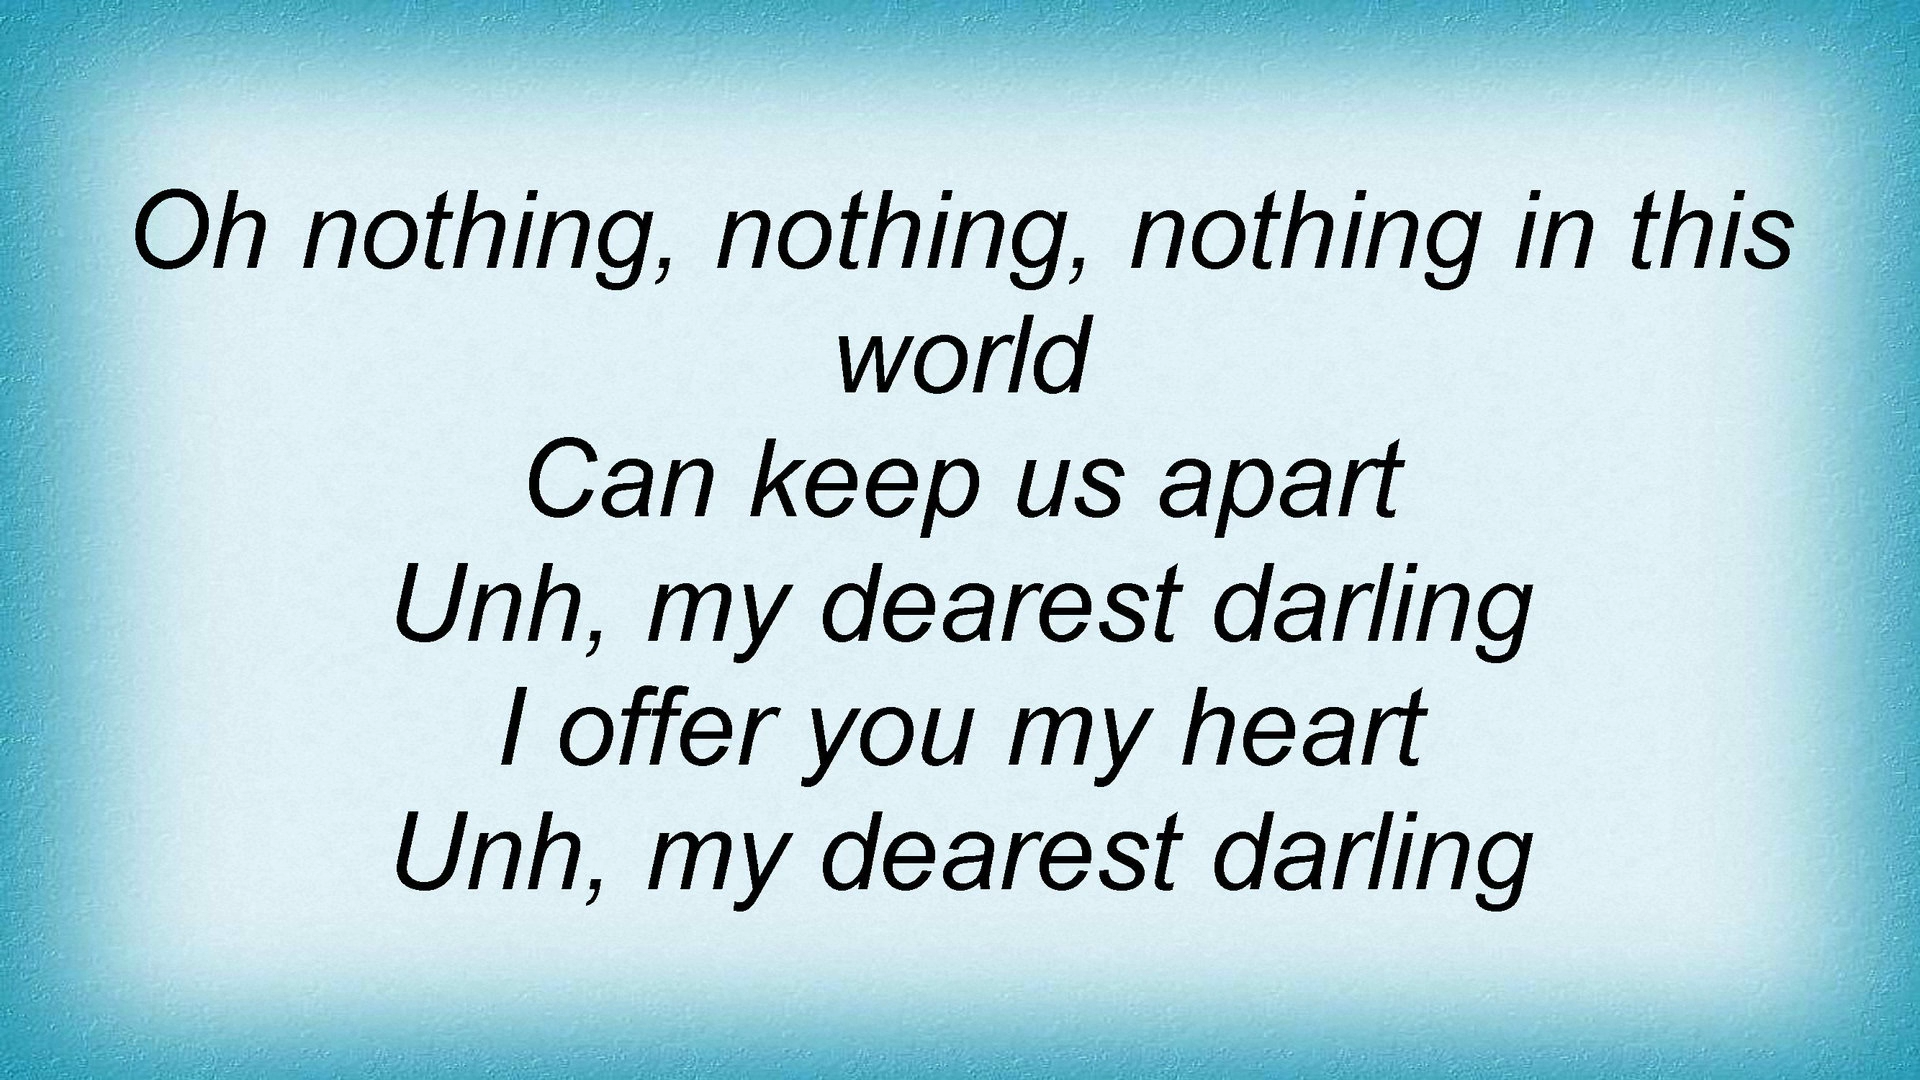 Oh nothing, nothing, nothing in this
world
Can keep us apart
Unh, my dearest darling
I offer you my heart
Unh, my dearest darling